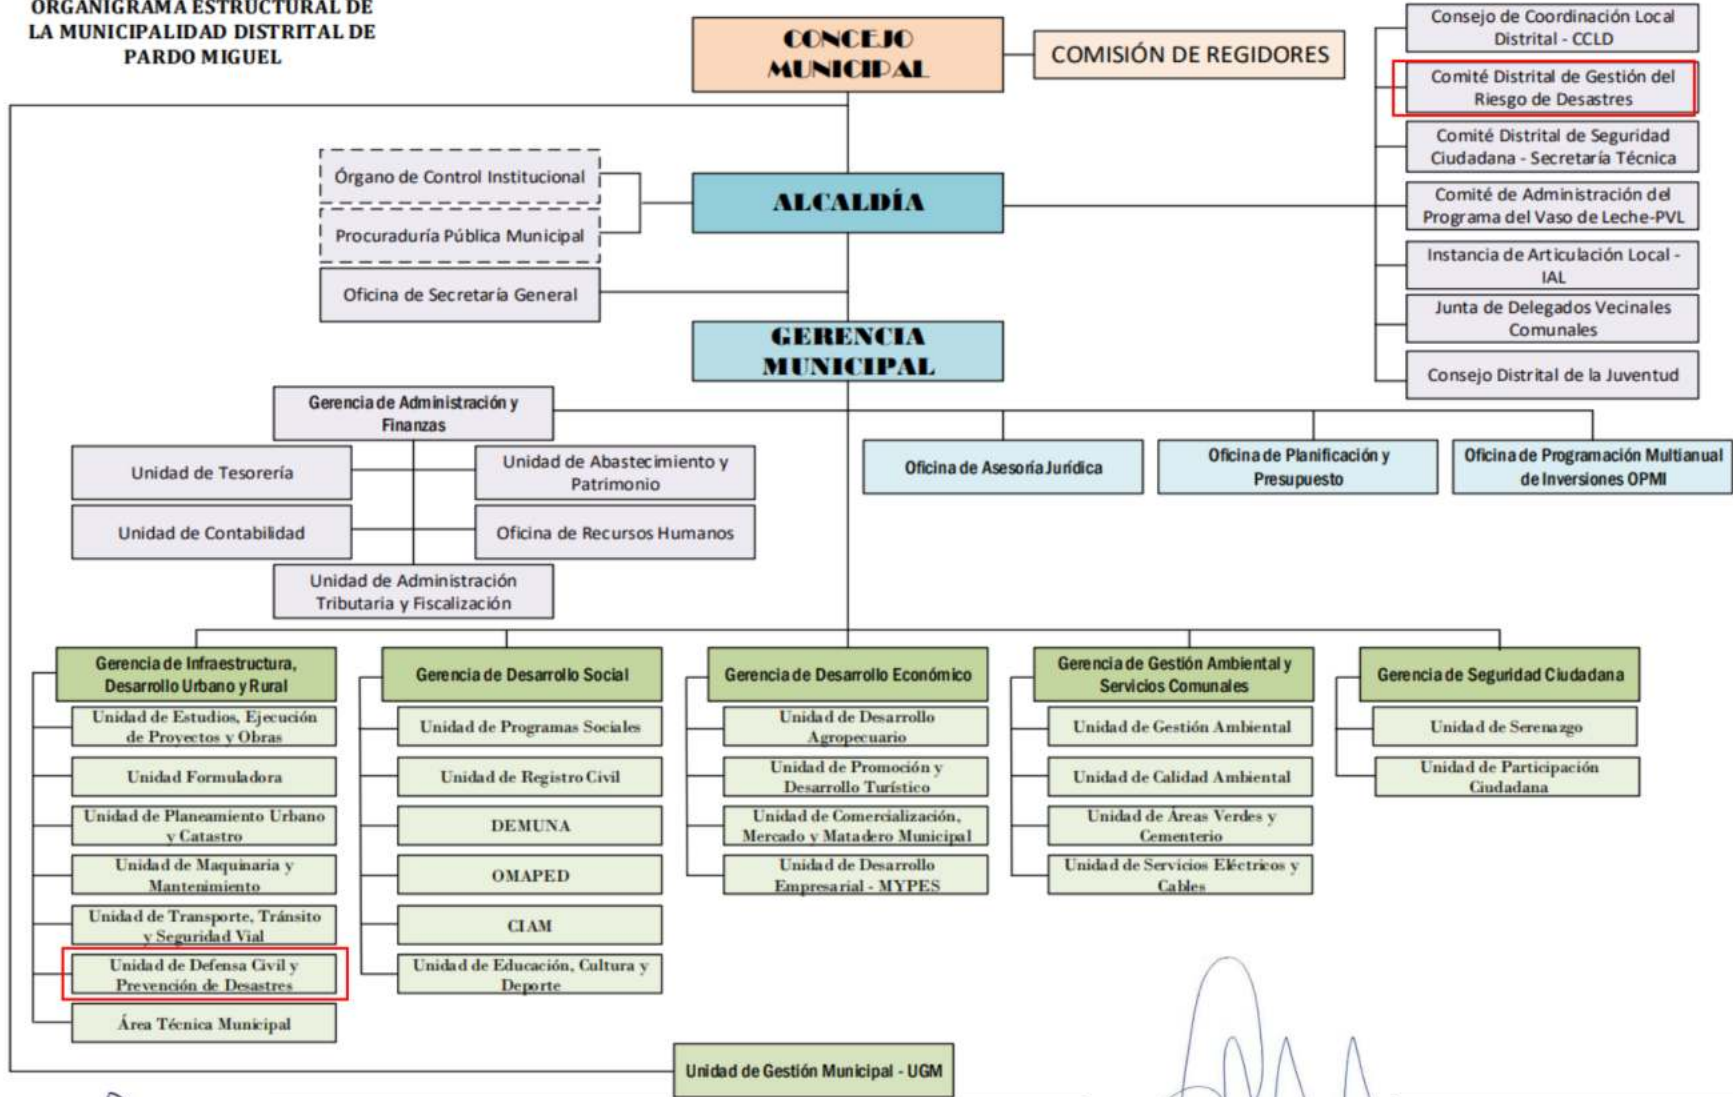 ORGANIGRAMA ESTRUCTURAL DE
LA MUNICIPALIDAD DISTRITAL DE
PARDO MIGUEL
CONCEJO
MUNICIPAL
COMISIÓN DE REGIDORES
Consejo de Coordinación Local
Distrital - CCLD
Comité Distrital de Gestión del
Riesgo de Desastres
Comité Distrital de Seguridad
Ciudadana - Secretaría Técnica
Comité de Administración del
Programa del Vaso de Leche-PVL
Instancia de Articulación Local -
IAL
Junta de Delegados Vecinales
Comunales
Consejo Distrital de la Juventud
Órgano de Control Institucional
Procuraduría Pública Municipal
Oficina de Secretaría General
ALCALDÍA
GERENCIA
MUNICIPAL
Gerencia de Administración y
Finanzas
Unidad de Tesorería
Unidad de Abastecimiento y
Patrimonio
Unidad de Contabilidad
Oficina de Recursos Humanos
Unidad de Administración
Tributaria y Fiscalización
Oficina de Asesoría Jurídica
Oficina de Planificación y
Presupuesto
Oficina de Programación Multianual
de Inversiones OPMI
Gerencia de Infraestructura,
Desarrollo Urbano y Rural
Unidad de Estudios, Ejecución
de Proyectos y Obras
Unidad Formuladora
Unidad de Planeamiento Urbano
y Catastro
Unidad de Maquinaria y
Mantenimiento
Unidad de Transporte, Tránsito
y Seguridad Vial
Unidad de Defensa Civil y
Prevención de Desastres
Área Técnica Municipal
Gerencia de Desarrollo Social
Unidad de Programas Sociales
Unidad de Registro Civil
DEMUNA
OMAPED
CIAM
Unidad de Educación, Cultura y
Deporte
Gerencia de Desarrollo Económico
Unidad de Desarrollo
Agropecuario
Unidad de Promoción y
Desarrollo Turístico
Unidad de Comercialización,
Mercado y Matadero Municipal
Unidad de Desarrollo
Empresarial - MYPES
Gerencia de Gestión Ambiental y
Servicios Comunales
Unidad de Gestión Ambiental
Unidad de Calidad Ambiental
Unidad de Áreas Verdes y
Cementerio
Unidad de Servicios Eléctricos y
Cables
Gerencia de Seguridad Ciudadana
Unidad de Serenazgo
Unidad de Participación
Ciudadana
Unidad de Gestión Municipal - UGM